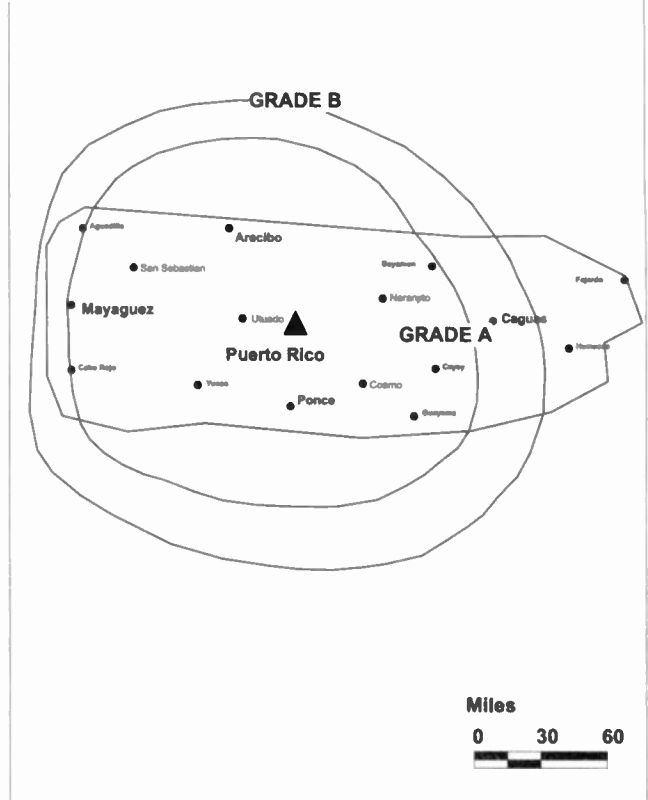 GRADE B
Aguadilla
Arecibo
San Sebastian
Bayamon
Fajardo
Naranjito
Mayaguez
Utuado
Caguas
GRADE A
Humacao
Puerto Rico
Cabo Rojo
Cayey
Yauco
Coamo
Ponce
Guayama
Miles
0 30 60